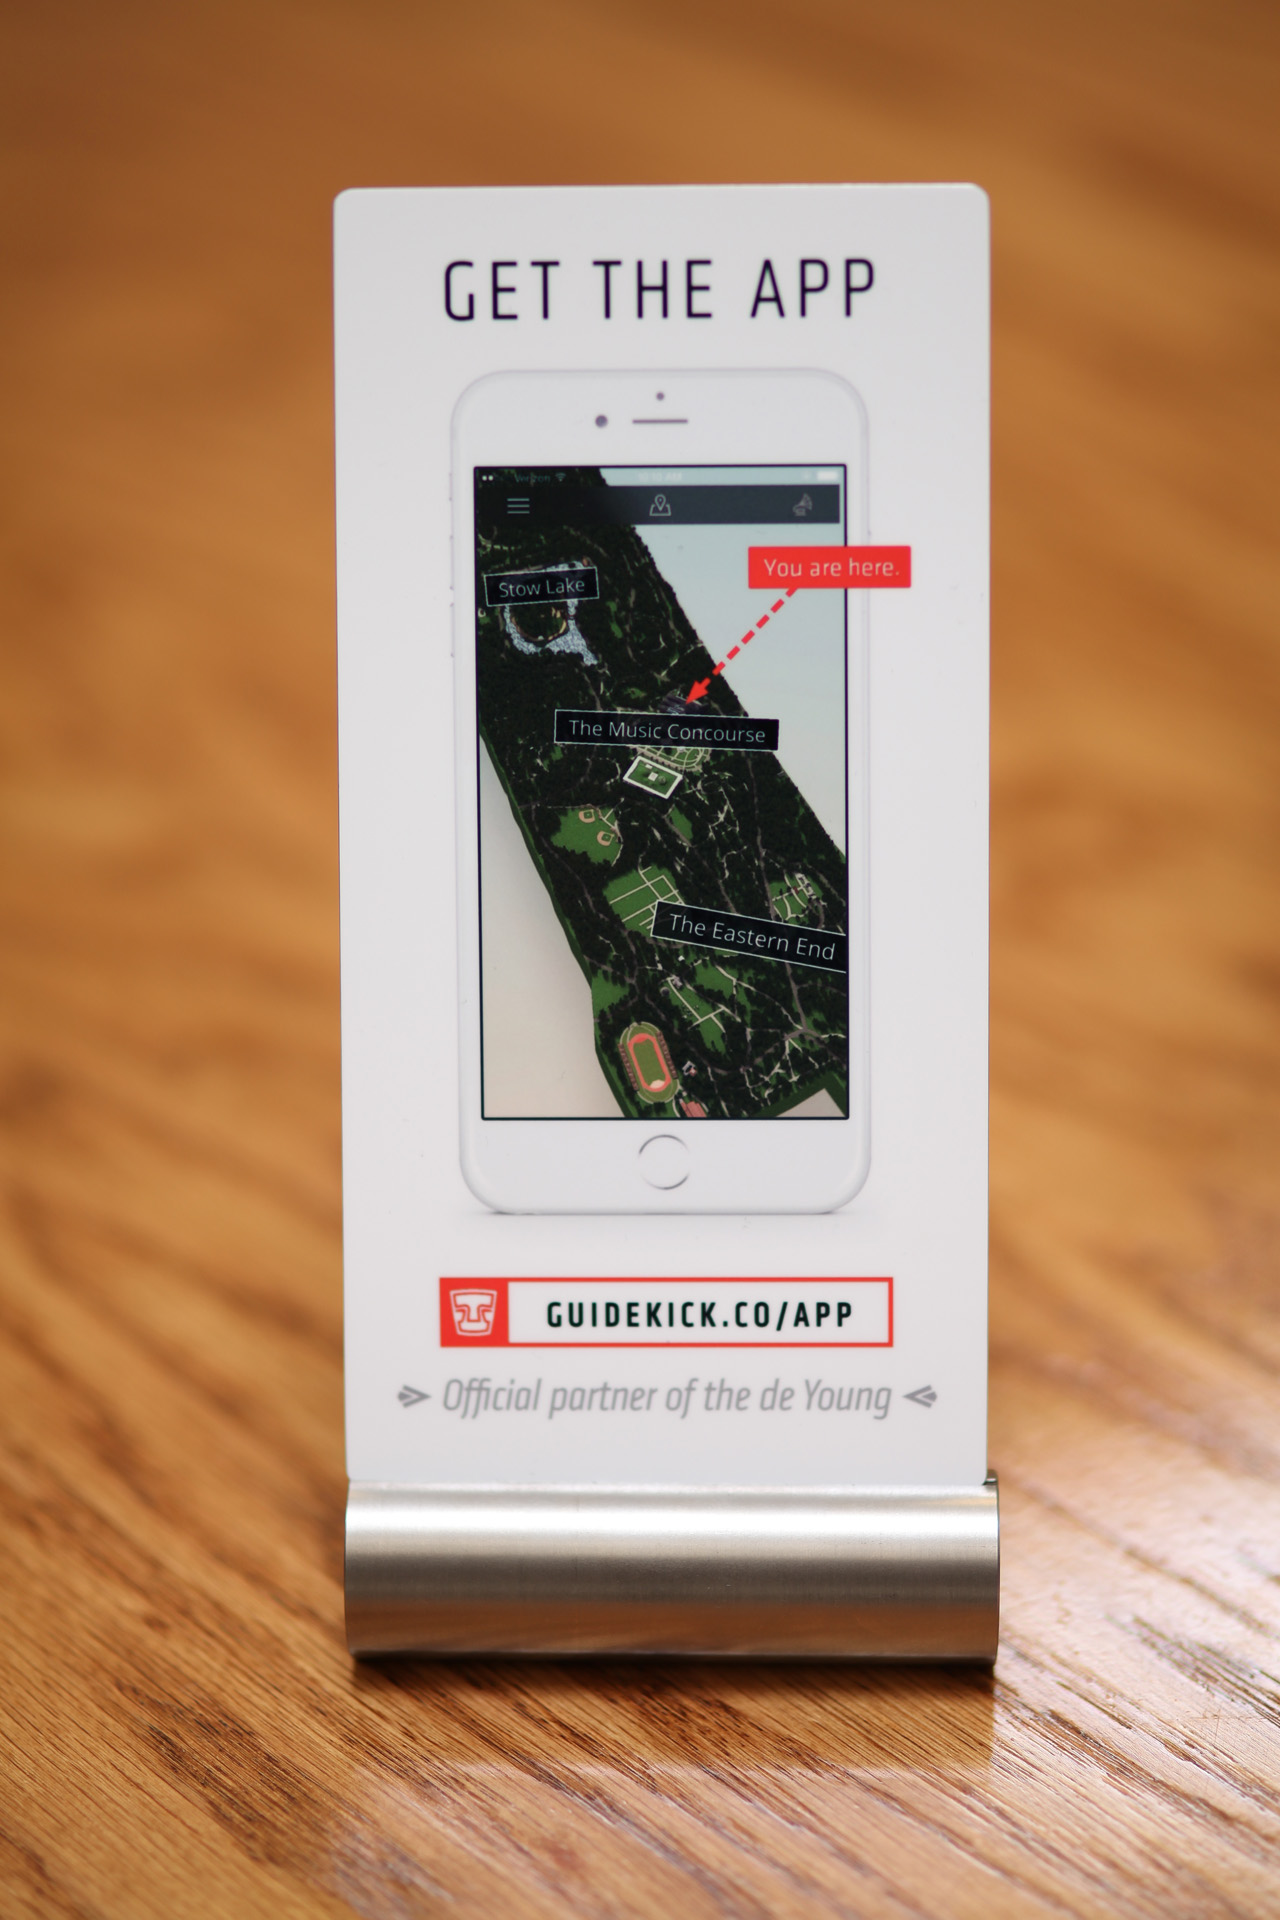 GET THE APP
Verizon
You are here.
Stow Lake
The Music Concourse
The Eastern End
GUIDEKICK.CO/APP
Official partner of the de Young